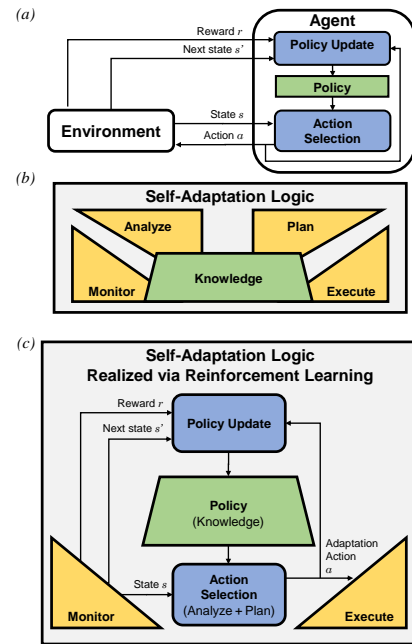 (a)
Agent
Reward r
Policy Update
Next state s'
Policy
State s
Environment
Action
Selection
Action a
(b)
Self-Adaptation Logic
Analyze
Plan
Knowledge
Monitor
Execute
(c)
Self-Adaptation Logic
Realized via Reinforcement Learning
Reward r
Next state s'
Policy Update
Policy
(Knowledge)
Adaptation
Action
a
State s
Action
Selection
(Analyze + Plan)
Monitor
Execute